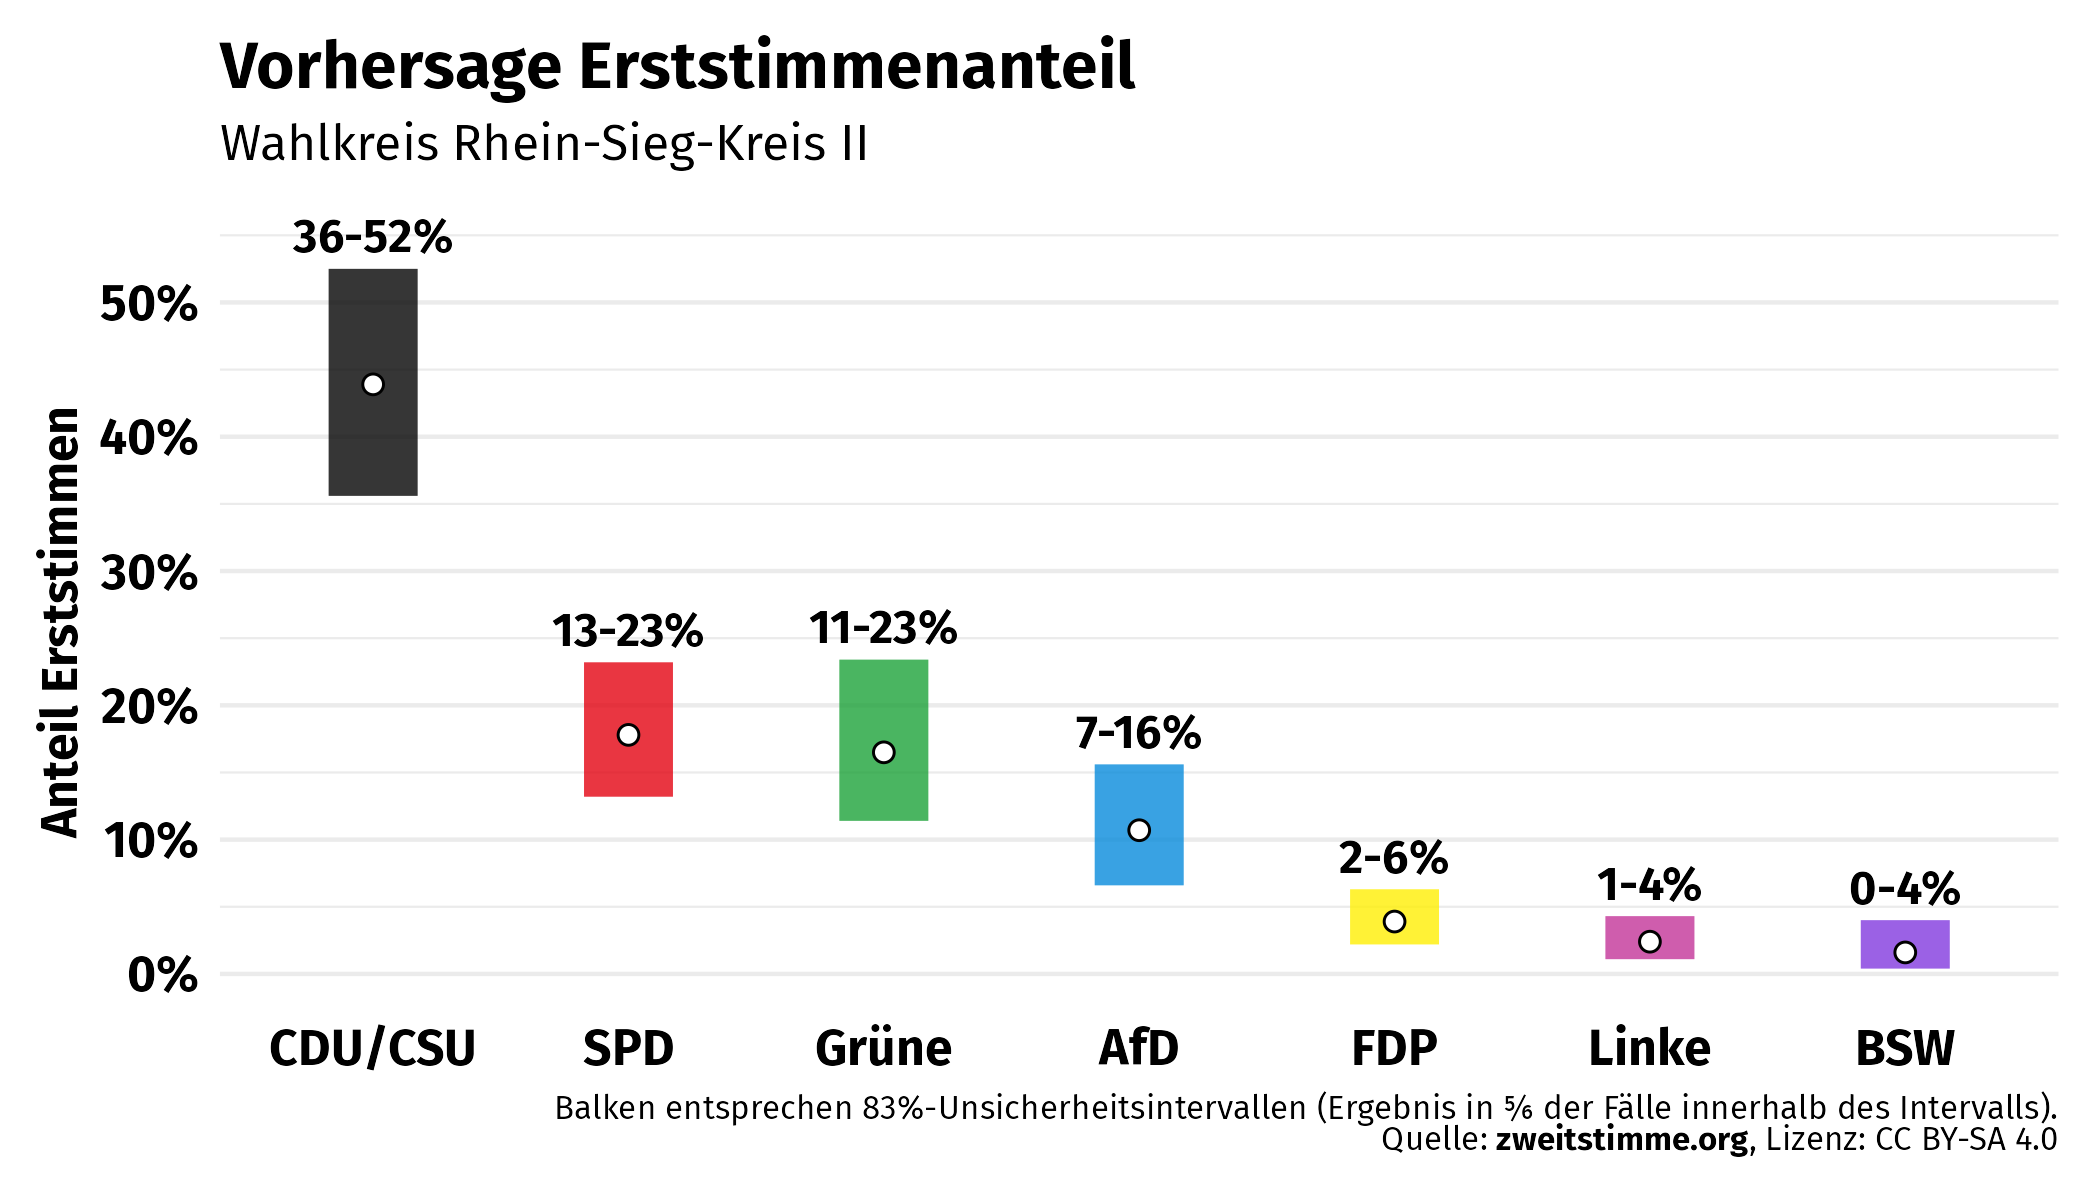 Vorhersage Erststimmenanteil
Wahlkreis Rhein-Sieg-Kreis II
Anteil Erststimmen
50%
40%
30%
20%
10%
0%
36-52%
13-23%
11-23%
7-16%
2-6%
1-4%
0-4%
CDU/CSU SPD Grüne AfD FDP Linke BSW
Balken entsprechen 83%-Unsicherheitsintervallen (Ergebnis in ⅚ der Fälle innerhalb des Intervalls).
Quelle: zweitstimme.org, Lizenz: CC BY-SA 4.0